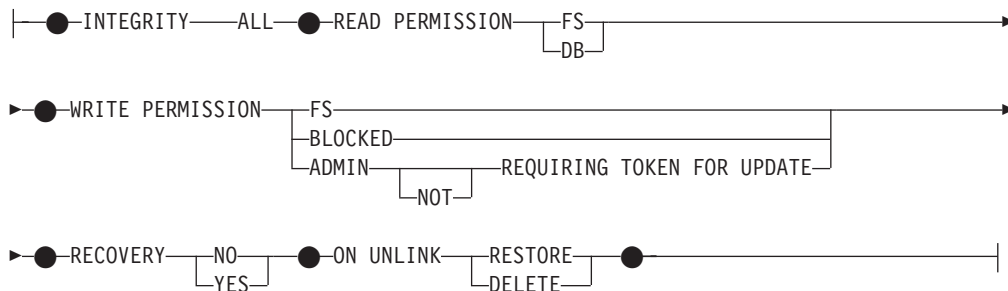 INTEGRITY ALL READ PERMISSION FS
DB
WRITE PERMISSION FS
BLOCKED
ADMIN REQUIRING TOKEN FOR UPDATE
NOT
RECOVERY NO ON UNLINK RESTORE
YES DELETE